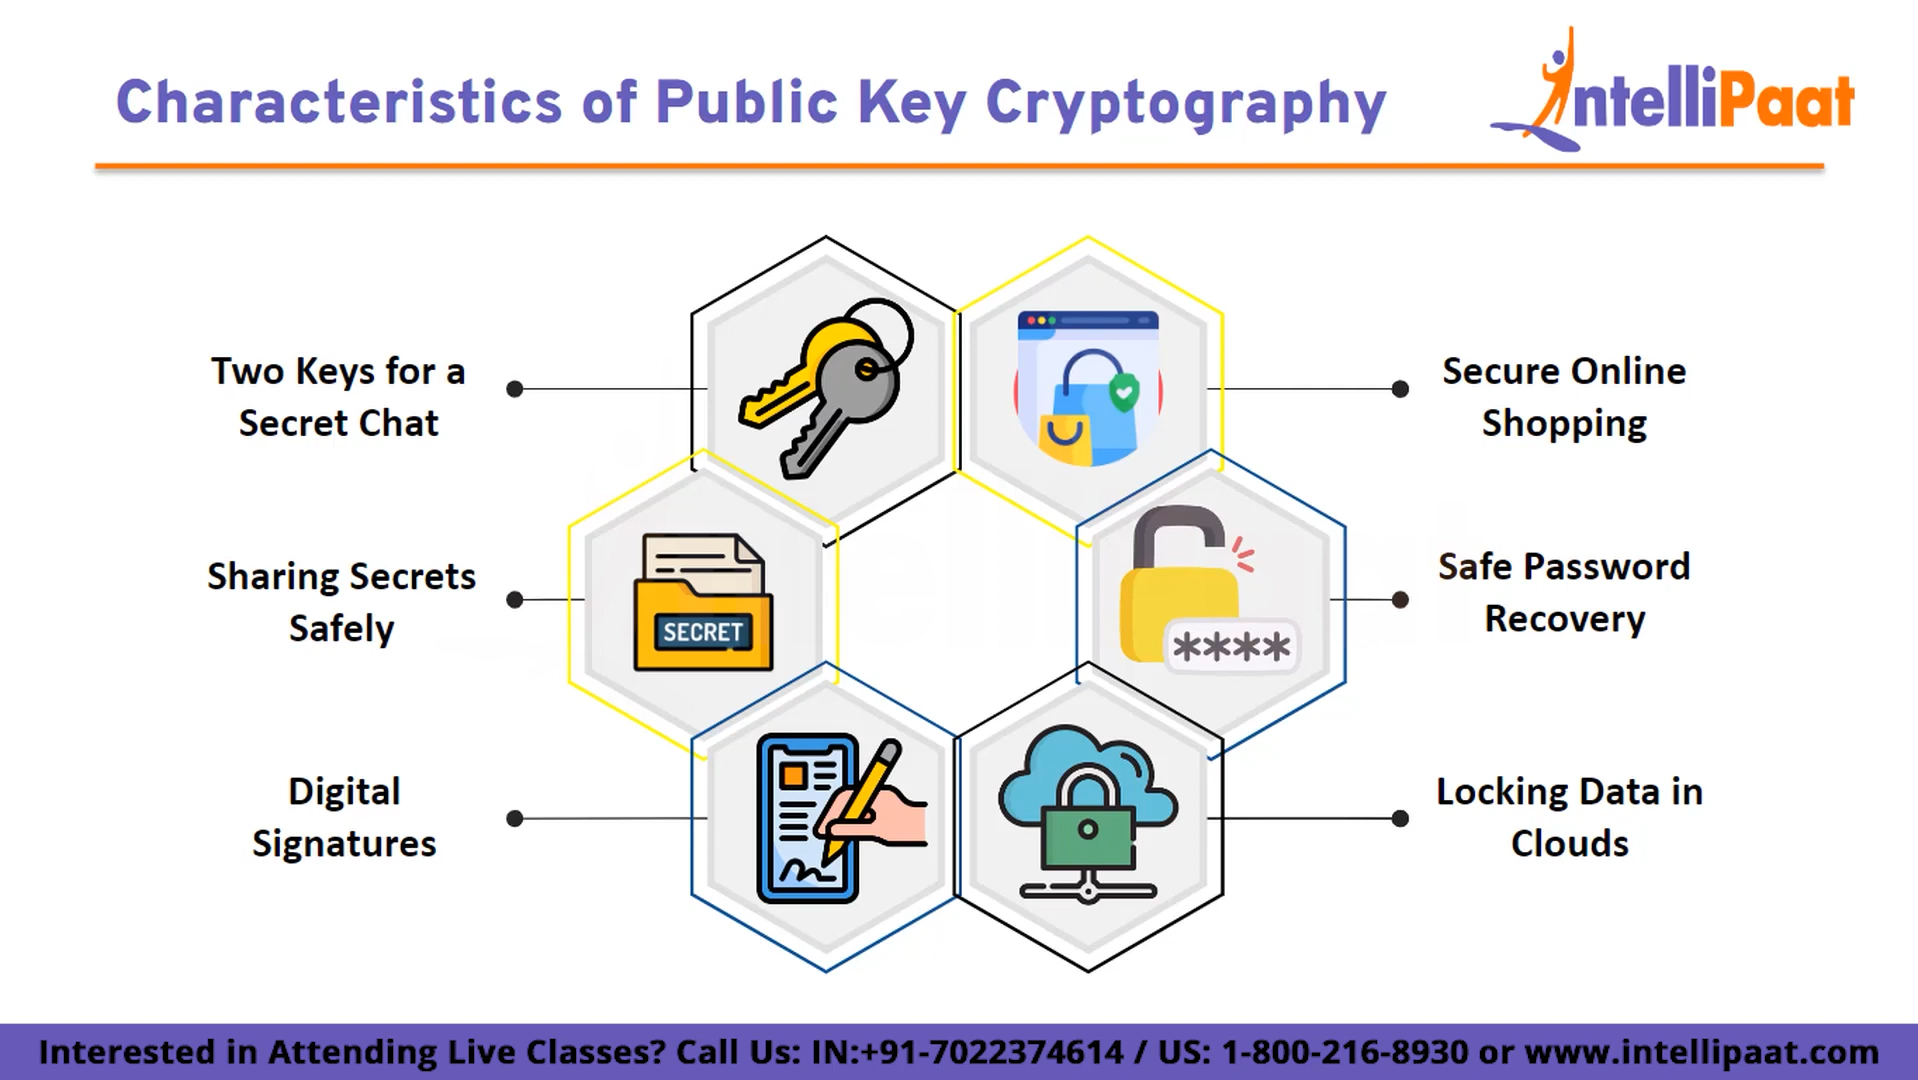 Characteristics of Public Key Cryptography
IntelliPaat
Two Keys for a
Secret Chat
Sharing Secrets
Safely
Digital
Signatures
Secure Online
Shopping
Safe Password
Recovery
Locking Data in
Clouds
SECRET
****
Interested in Attending Live Classes? Call Us: IN:+91-7022374614 / US: 1-800-216-8930 or www.intellipaat.com